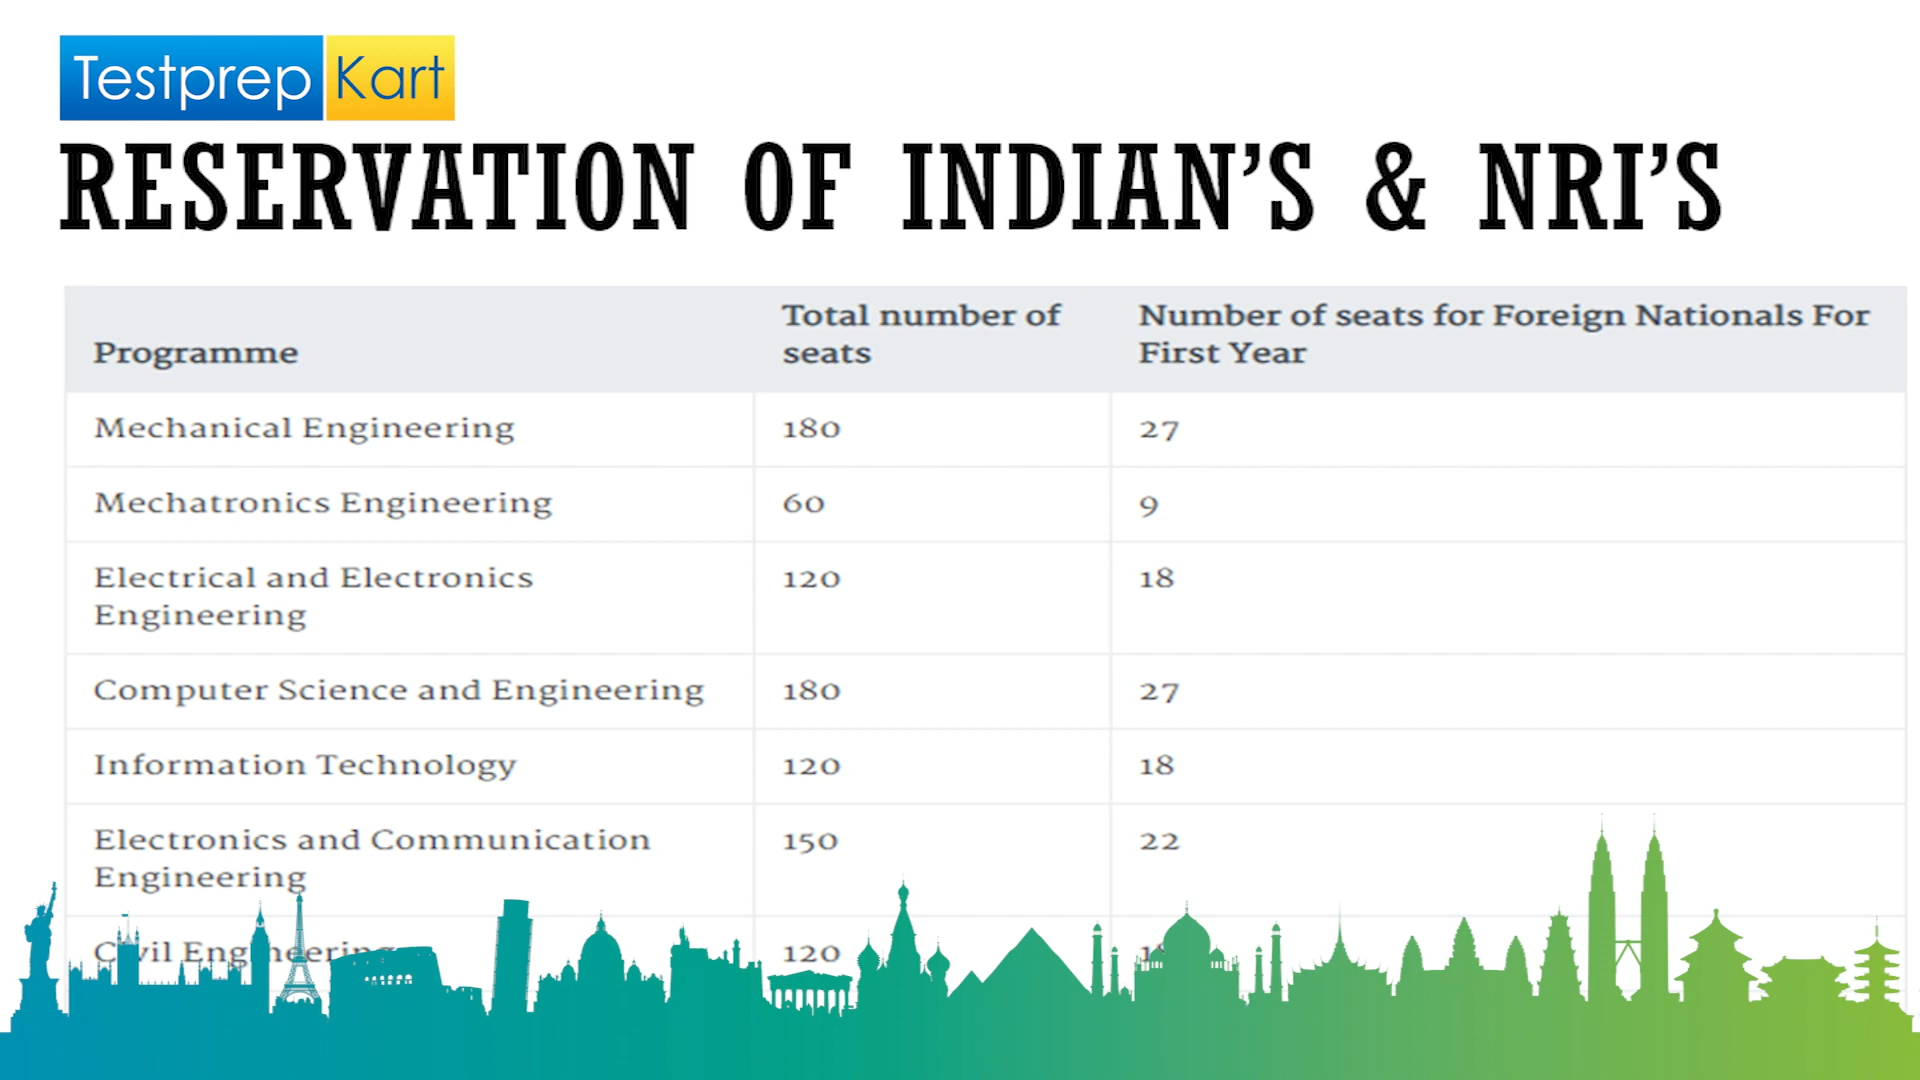 Testprep Kart
RESERVATION OF INDIAN'S & NRI'S
Programme
Total number of
seats
Number of seats for Foreign Nationals For
First Year
Mechanical Engineering 180 27
Mechatronics Engineering 60 9
Electrical and Electronics
Engineering
120 18
Computer Science and Engineering 180 27
Information Technology 120 18
Electronics and Communication
Engineering
150 22
Civil Engineering 120